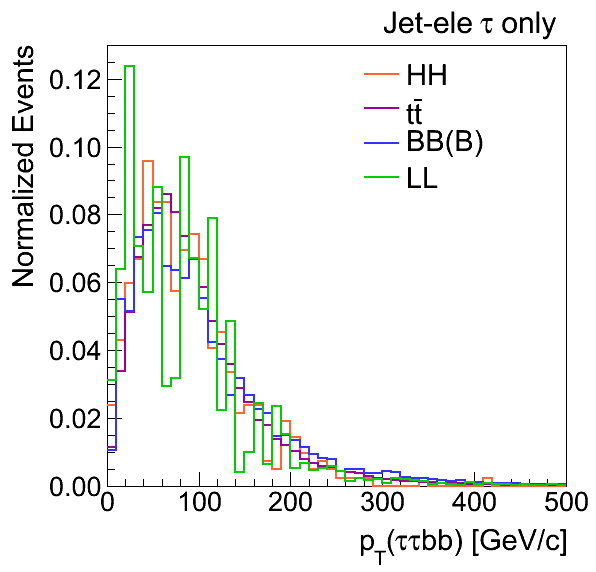 Jet-ele τ only
Normalized Events
0.12
0.10
0.08
0.06
0.04
0.02
0.00
HH
tt̄
BB(B)
LL
0 100 200 300 400 500
p_T(ττbb) [GeV/c]